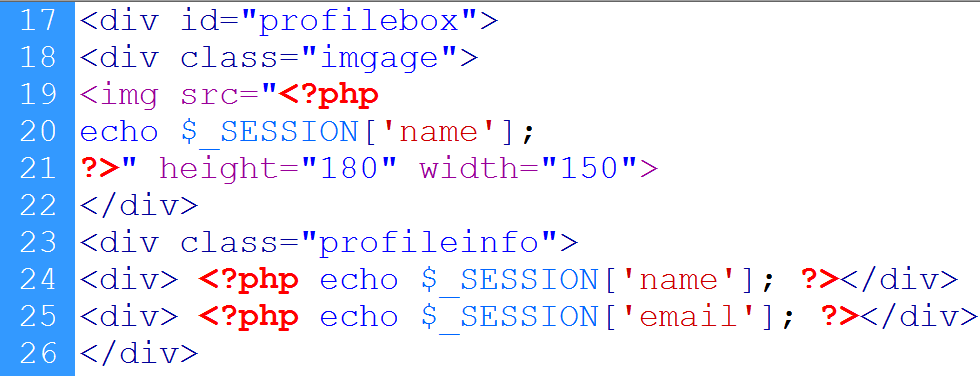 17 <div id="profilebox">
18 <div class="imgage">
19 <img src="<?php
20 echo $_SESSION['name'];
21 ?>" height="180" width="150">
22 </div>
23 <div class="profileinfo">
24 <div> <?php echo $_SESSION['name']; ?></div>
25 <div> <?php echo $_SESSION['email']; ?></div>
26 </div>